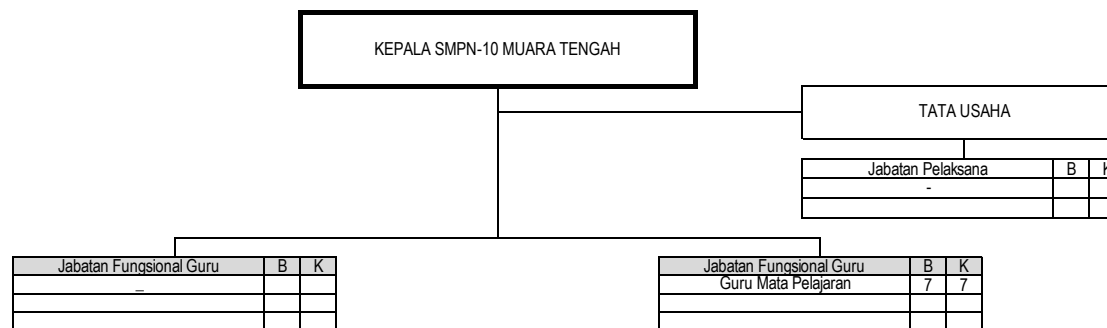 KEPALA SMPN-10 MUARA TENGAH
TATA USAHA
Jabatan Pelaksana B K
-
Jabatan Fungsional Guru B K
_
Jabatan Fungsional Guru B K
Guru Mata Pelajaran 7 7